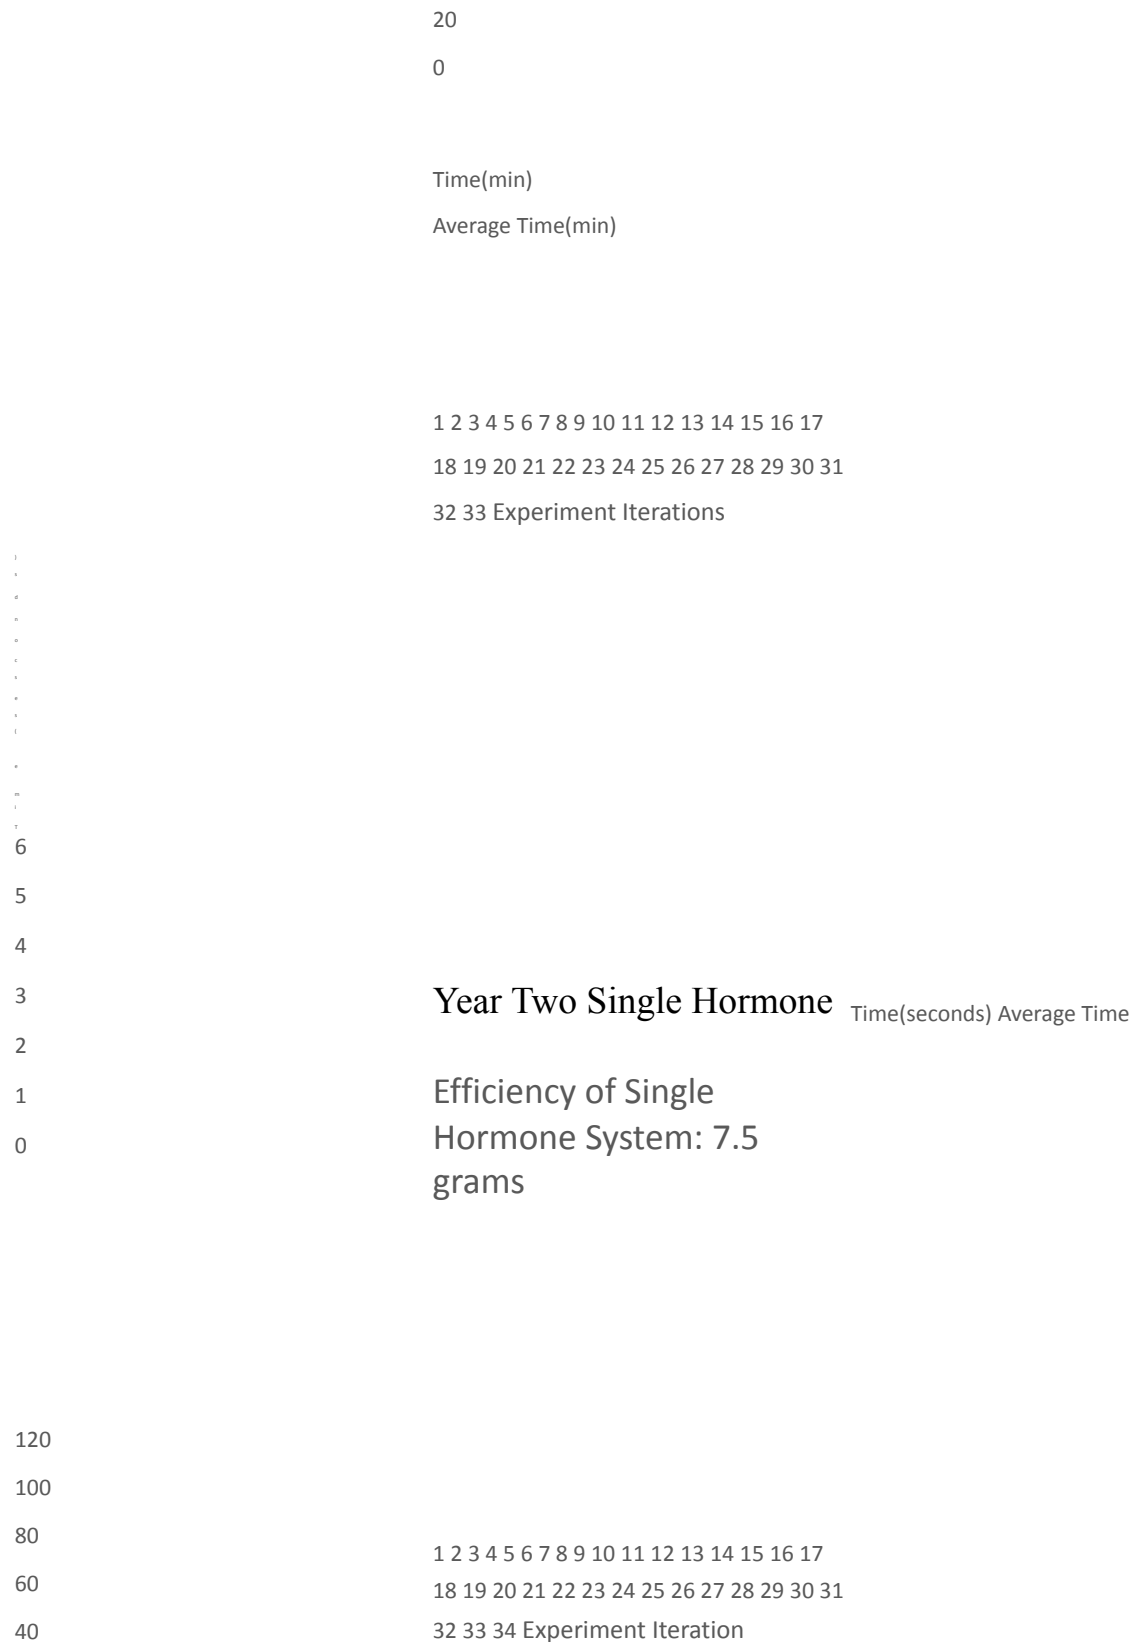 20
0
Time(min)
Average Time(min)
1 2 3 4 5 6 7 8 9 10 11 12 13 14 15 16 17
18 19 20 21 22 23 24 25 26 27 28 29 30 31
32 33 Experiment Iterations
6
5
4
3
2
1
0
Year Two Single Hormone Time(seconds) Average Time
Efficiency of Single
Hormone System: 7.5
grams
120
100
80
60
40
1 2 3 4 5 6 7 8 9 10 11 12 13 14 15 16 17
18 19 20 21 22 23 24 25 26 27 28 29 30 31
32 33 34 Experiment Iteration